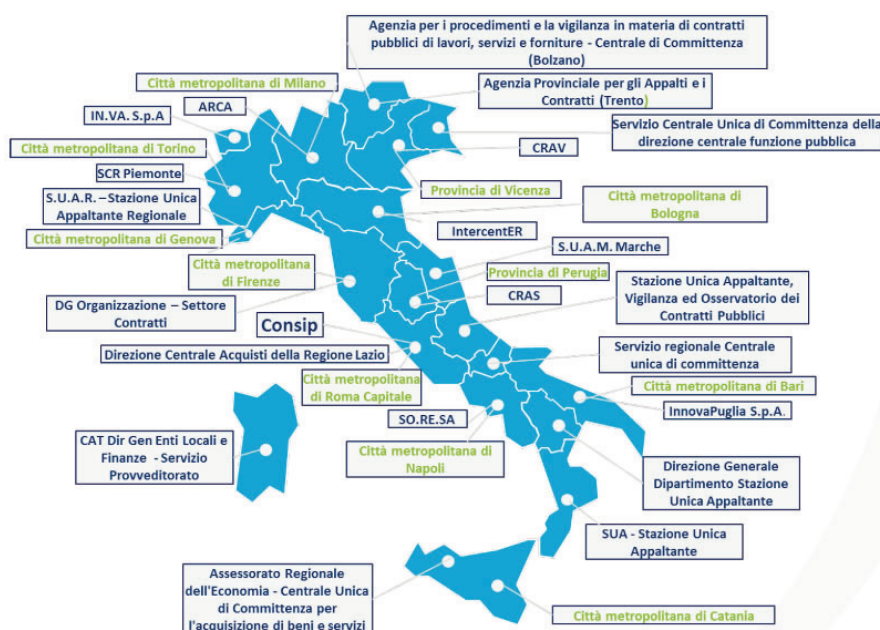 Agenzia per i procedimenti e la vigilanza in materia di contratti
pubblici di lavori, servizi e forniture - Centrale di Committenza
(Bolzano)
Città metropolitana di Milano
Agenzia Provinciale per gli Appalti e i
Contratti (Trento)
ARCA
IN.VA. S.p.A
Servizio Centrale Unica di Committenza della
direzione centrale funzione pubblica
Città metropolitana di Torino
CRAV
SCR Piemonte
Provincia di Vicenza
S.U.A.R. – Stazione Unica
Appaltante Regionale
Città metropolitana di
Bologna
IntercentER
Città metropolitana di Genova
S.U.A.M. Marche
Città metropolitana
di Firenze
Provincia di Perugia
CRAS
Stazione Unica Appaltante,
Vigilanza ed Osservatorio dei
Contratti Pubblici
DG Organizzazione – Settore
Contratti
Consip
Direzione Centrale Acquisti della Regione Lazio
Servizio regionale Centrale
unica di committenza
Città metropolitana
di Roma Capitale
Città metropolitana di Bari
InnovaPuglia S.p.A.
SO.RE.SA
CAT Dir Gen Enti Locali e
Finanze - Servizio
Provveditorato
Città metropolitana di
Napoli
Direzione Generale
Dipartimento Stazione
Unica Appaltante
SUA - Stazione Unica
Appaltante
Assessorato Regionale
dell'Economia - Centrale Unica
di Committenza per
l'acquisizione di beni e servizi
Città metropolitana di Catania